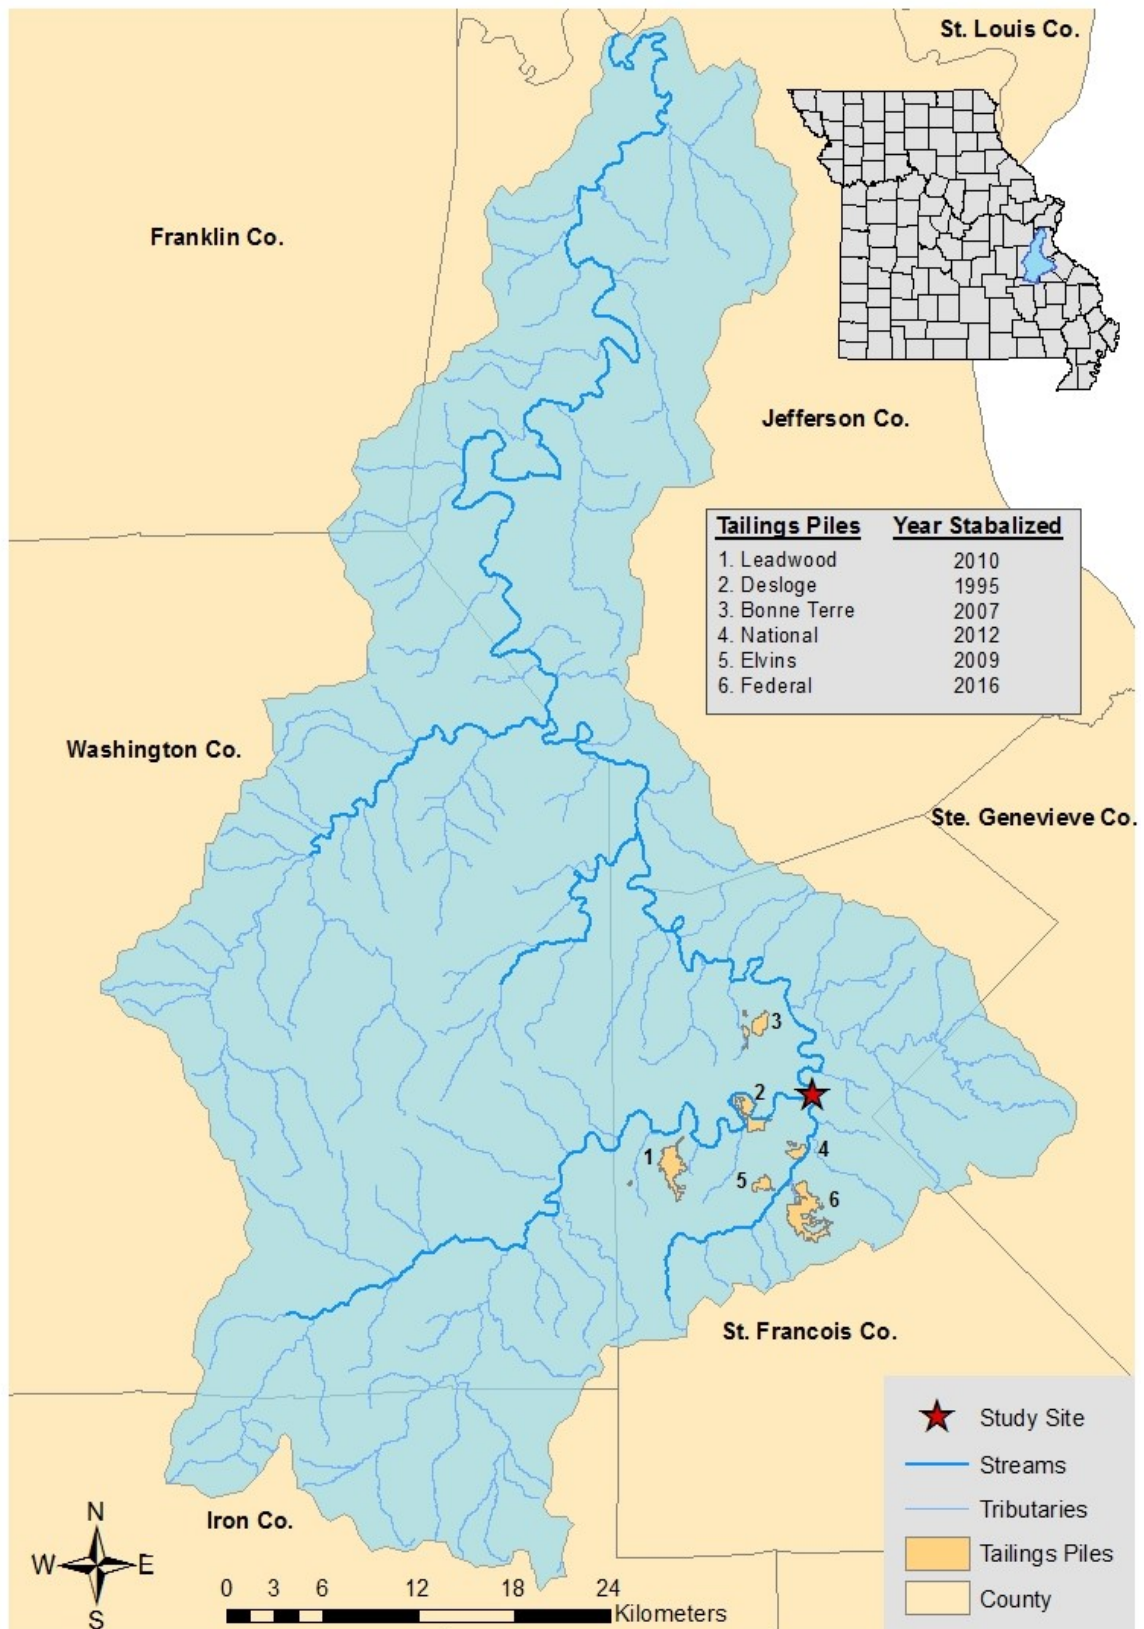 St. Louis Co.
Franklin Co.
Jefferson Co.
Tailings Piles Year Stabalized
1. Leadwood 2010
2. Desloge 1995
3. Bonne Terre 2007
4. National 2012
5. Elvins 2009
6. Federal 2016
Washington Co.
Ste. Genevieve Co.
3
2
1
4
5
6
St. Francois Co.
Study Site
Streams
Tributaries
Tailings Piles
County
Iron Co.
N
W E
S
0 3 6 12 18 24
Kilometers